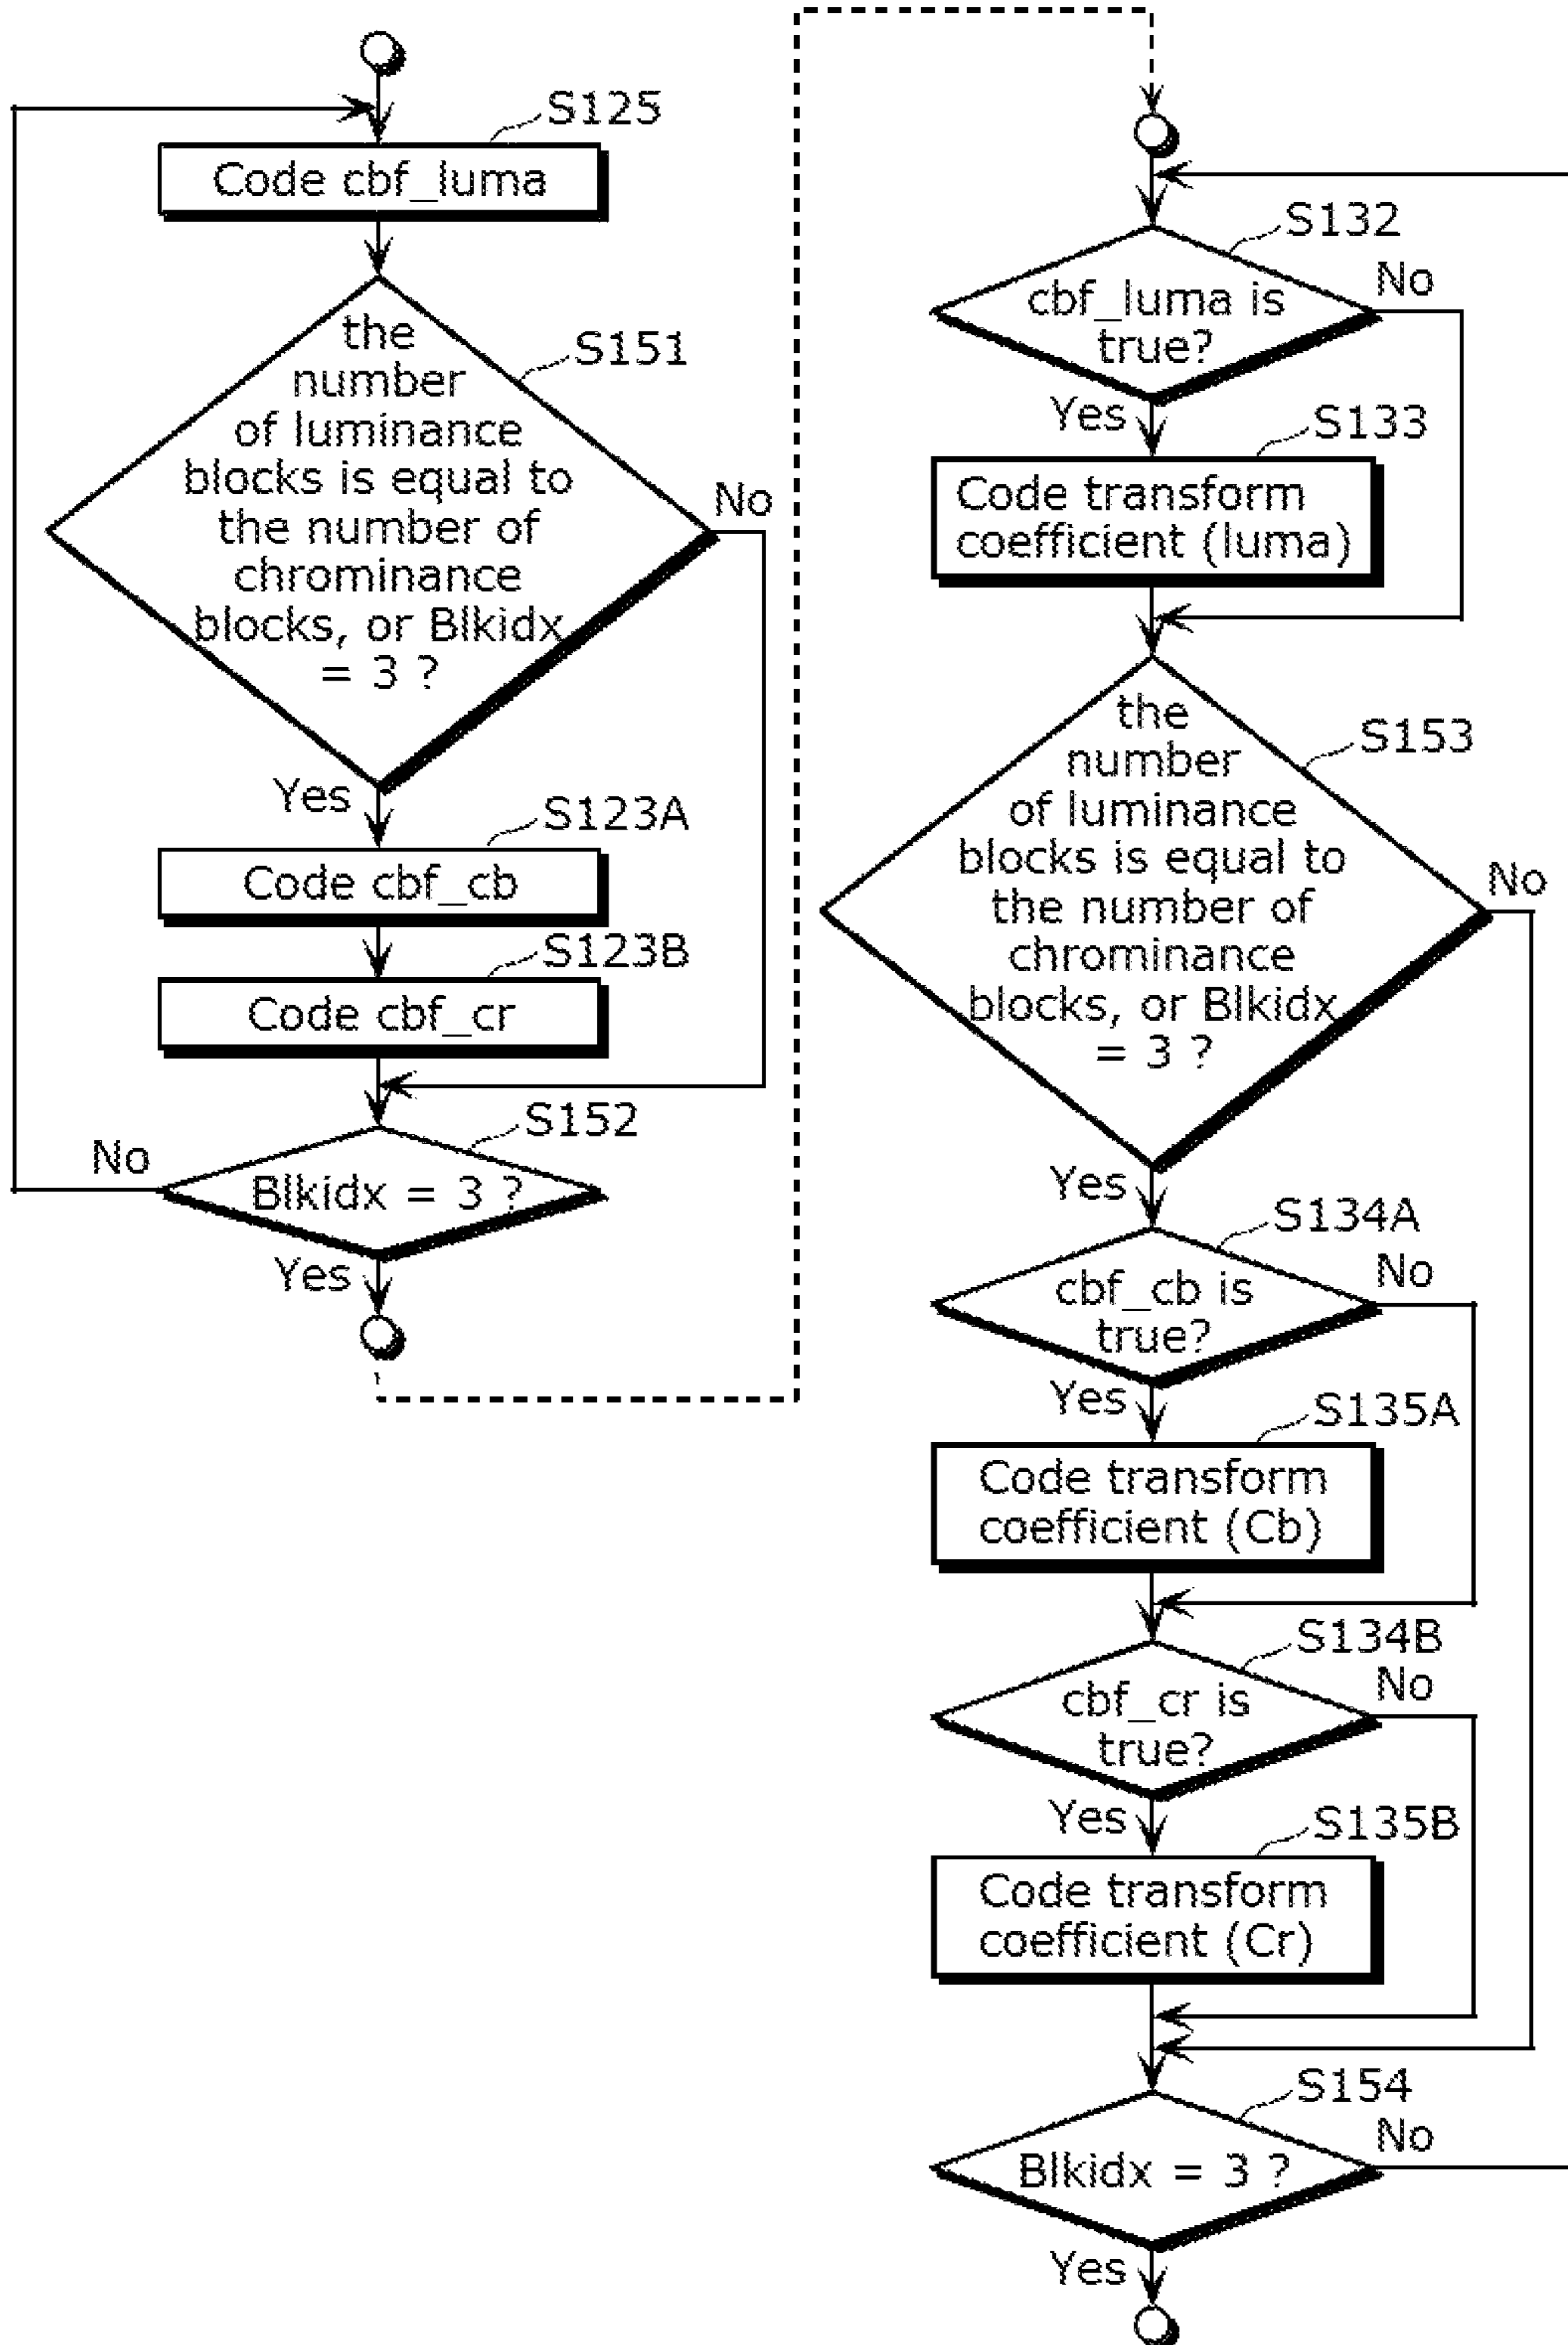 S125
Code cbf_luma
the
number
of luminance
blocks is equal to
the number of
chrominance
blocks, or Blkidx
= 3 ?
S151
No
Yes
S123A
Code cbf_cb
S123B
Code cbf_cr
S152
No
Blkidx = 3 ?
Yes
S132
cbf_luma is
true?
No
Yes
S133
Code transform
coefficient (luma)
the
number
of luminance
blocks is equal to
the number of
chrominance
blocks, or Blkidx
= 3 ?
S153
No
Yes
S134A
cbf_cb is
true?
No
Yes
S135A
Code transform
coefficient (Cb)
S134B
cbf_cr is
true?
No
Yes
S135B
Code transform
coefficient (Cr)
S154
Blkidx = 3 ?
No
Yes